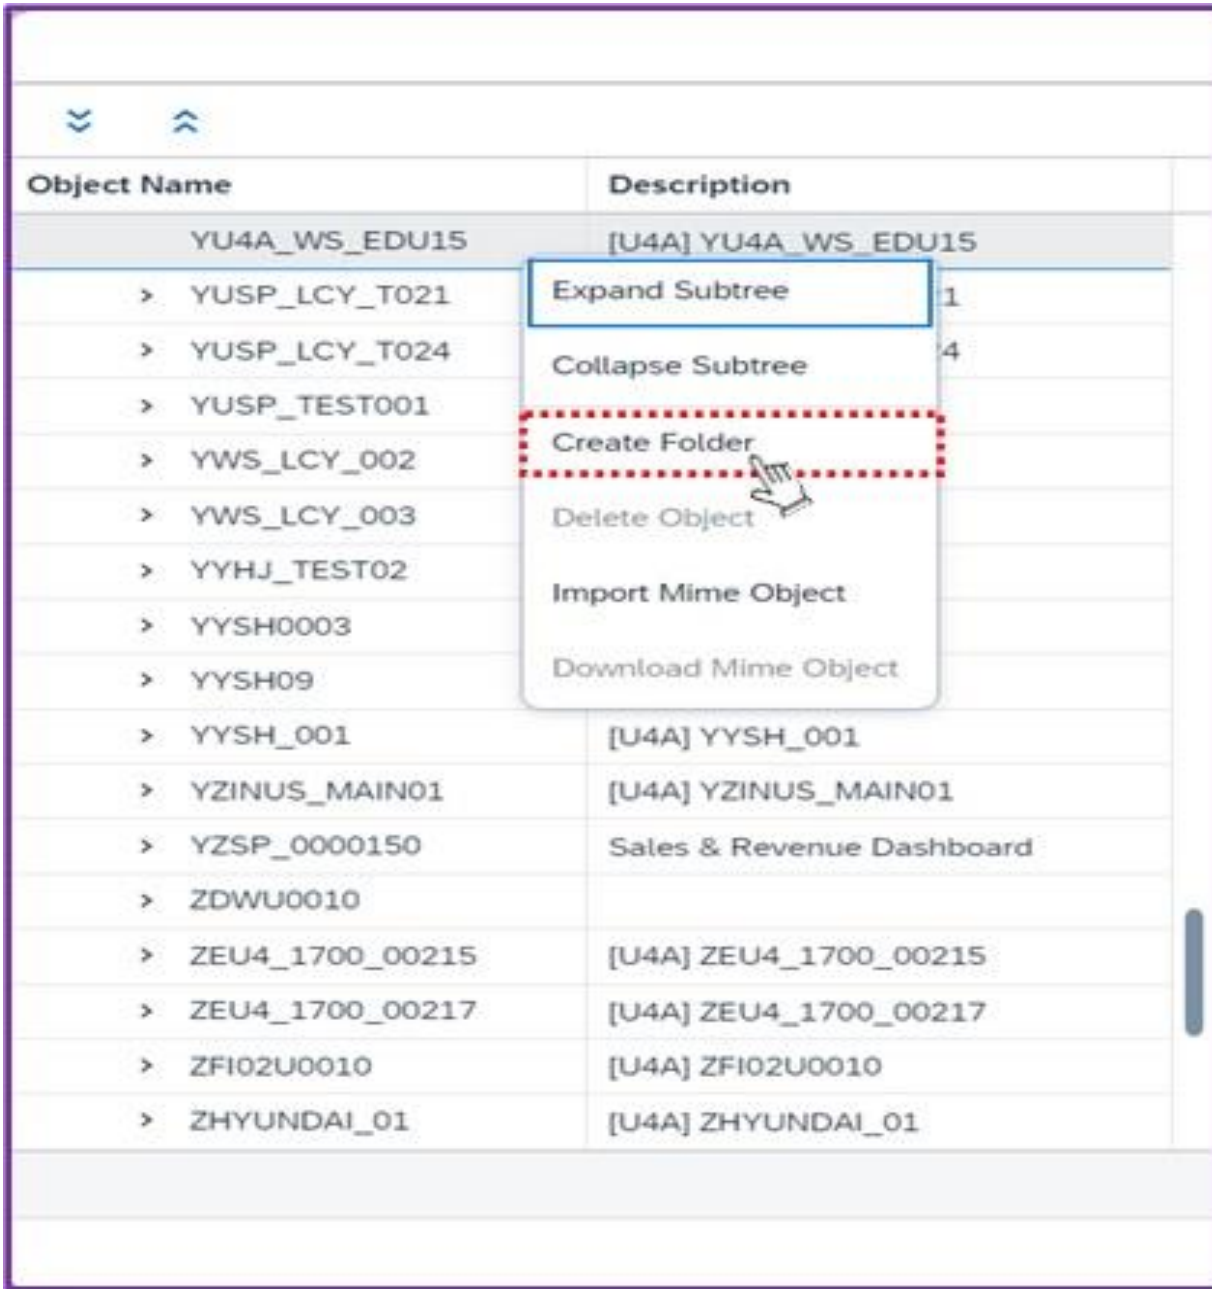 Object Name Description
YU4A_WS_EDU15 [U4A] YU4A_WS_EDU15
YUSP_LCY_T021 1
YUSP_LCY_T024 4
YUSP_TEST001
YWS_LCY_002
YWS_LCY_003
YYHJ_TEST02
YYSH0003
YYSH09
Expand Subtree
Collapse Subtree
Create Folder
Delete Object
Import Mime Object
Download Mime Object
YYSH_001 [U4A] YYSH_001
YZINUS_MAIN01 [U4A] YZINUS_MAIN01
YZSP_0000150 Sales & Revenue Dashboard
ZDWU0010
ZEU4_1700_00215 [U4A] ZEU4_1700_00215
ZEU4_1700_00217 [U4A] ZEU4_1700_00217
ZFI02U0010 [U4A] ZFI02U0010
ZHYUNDAI_01 [U4A] ZHYUNDAI_01